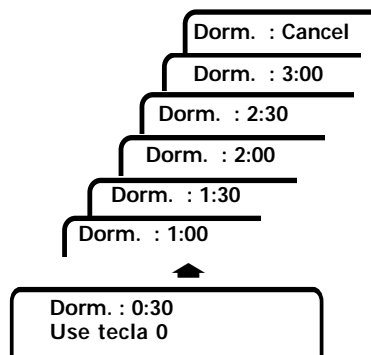 Dorm. : Cancel
Dorm. : 3:00
Dorm. : 2:30
Dorm. : 2:00
Dorm. : 1:30
Dorm. : 1:00
Dorm. : 0:30
Use tecla 0